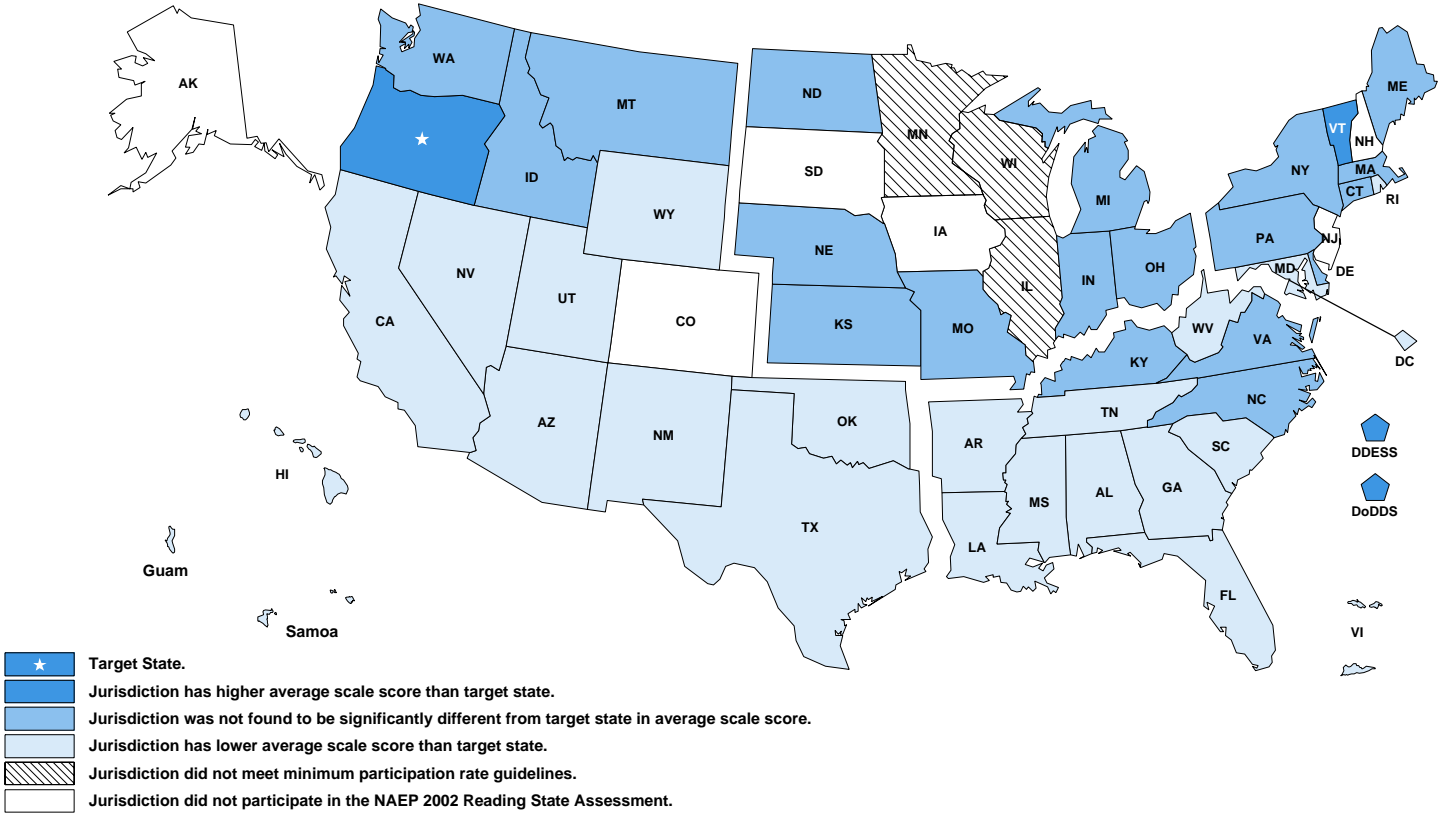 AK
WA
MT
ND
MN
ME
VT
NH
WI
SD
ID
NY
MA
CT
RI
MI
WY
IA
PA
NJ
NE
OH
MD
DE
NV
IN
IL
UT
CA
CO
KS
MO
WV
VA
DC
KY
NC
TN
AZ
NM
OK
AR
SC
DDESS
HI
MS
AL
GA
DoDDS
TX
LA
Guam
FL
Samoa
VI
Target State.
Jurisdiction has higher average scale score than target state.
Jurisdiction was not found to be significantly different from target state in average scale score.
Jurisdiction has lower average scale score than target state.
Jurisdiction did not meet minimum participation rate guidelines.
Jurisdiction did not participate in the NAEP 2002 Reading State Assessment.